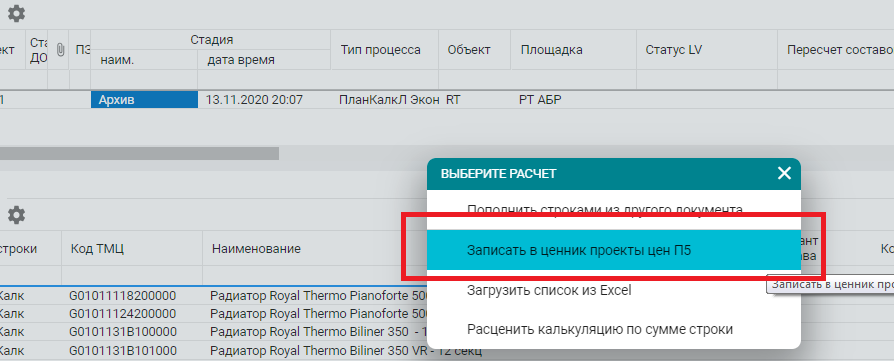 ект
Ста
ДО
ПЗ
Стадия
наим.
дата время
Тип процесса
Объект
Площадка
Статус LV
Пересчет составо
1
Архив
13.11.2020 20:07
ПланКалкЛ Экон
RT
РТ АБР
ВЫБЕРИТЕ РАСЧЕТ
Пополнить строками из другого документа
Записать в ценник проекты цен П5
Загрузить список из Excel
Расценить калькуляцию по сумме строки
строки
Код ТМЦ
Наименование
ант
ава
Ко
Записать в ценник про
Калк
G01011118200000
Радиатор Royal Thermo Pianoforte 500
Калк
G01011124200000
Радиатор Royal Thermo Pianoforte 500
Калк
G0101131B100000
Радиатор Royal Thermo Biliner 350 - 1
Калк
G0101131B101000
Радиатор Royal Thermo Biliner 350 VR - 12 секц